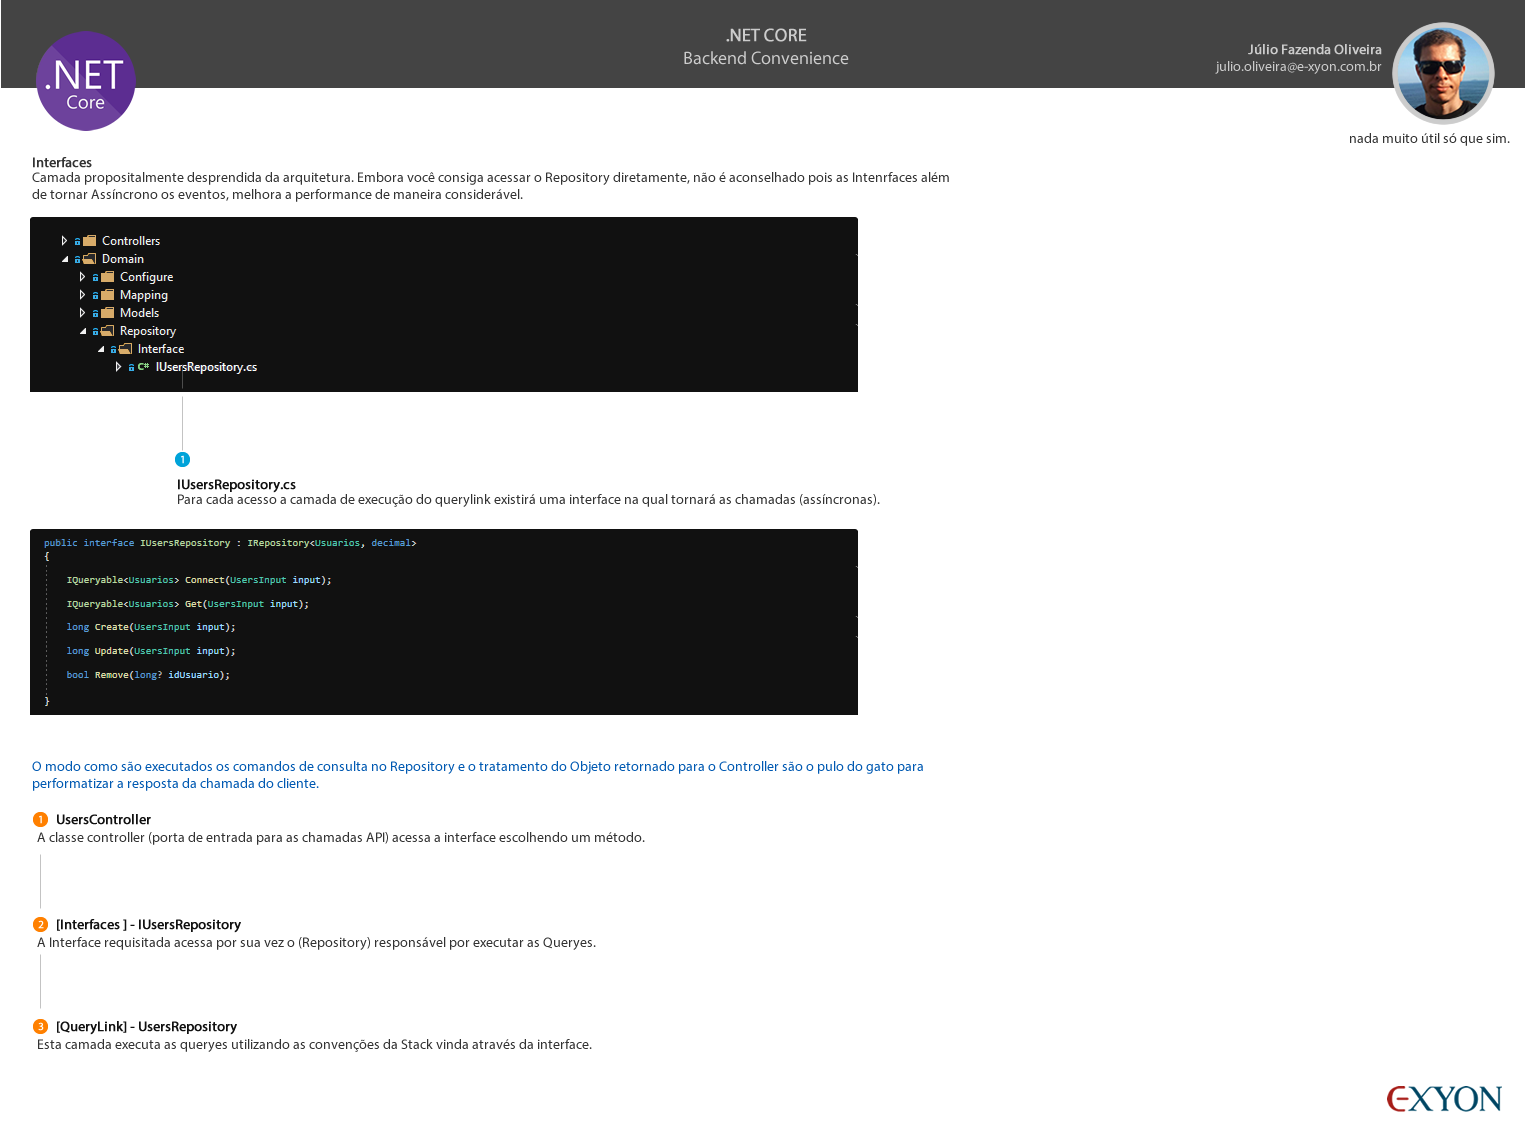 .NET CORE
Backend Convenience
Júlio Fazenda Oliveira
julio.oliveira@e-xyon.com.br
.NET
Core
nada muito útil só que sim.
Interfaces
Camada propositalmente desprendida da arquitetura. Embora você consiga acessar o Repository diretamente, não é aconselhado pois as Intenrfaces além
de tornar Assíncrono os eventos, melhora a performance de maneira considerável.
Controllers
Domain
Configure
Mapping
Models
Repository
Interface
C# IUsersRepository.cs
1
IUsersRepository.cs
Para cada acesso a camada de execução do querylink existirá uma interface na qual tornará as chamadas (assíncronas).
public interface IUsersRepository : IRepository<Usuarios, decimal>
{
IQueryable<Usuarios> Connect(UsersInput input);
IQueryable<Usuarios> Get(UsersInput input);
long Create(UsersInput input);
long Update(UsersInput input);
bool Remove(long? idUsuario);
}
O modo como são executados os comandos de consulta no Repository e o tratamento do Objeto retornado para o Controller são o pulo do gato para
performatizar a resposta da chamada do cliente.
1 UsersController
A classe controller (porta de entrada para as chamadas API) acessa a interface escolhendo um método.
2 [Interfaces ] - IUsersRepository
A Interface requisitada acessa por sua vez o (Repository) responsável por executar as Queryes.
3 [QueryLink] - UsersRepository
Esta camada executa as queryes utilizando as convenções da Stack vinda através da interface.
EXYON